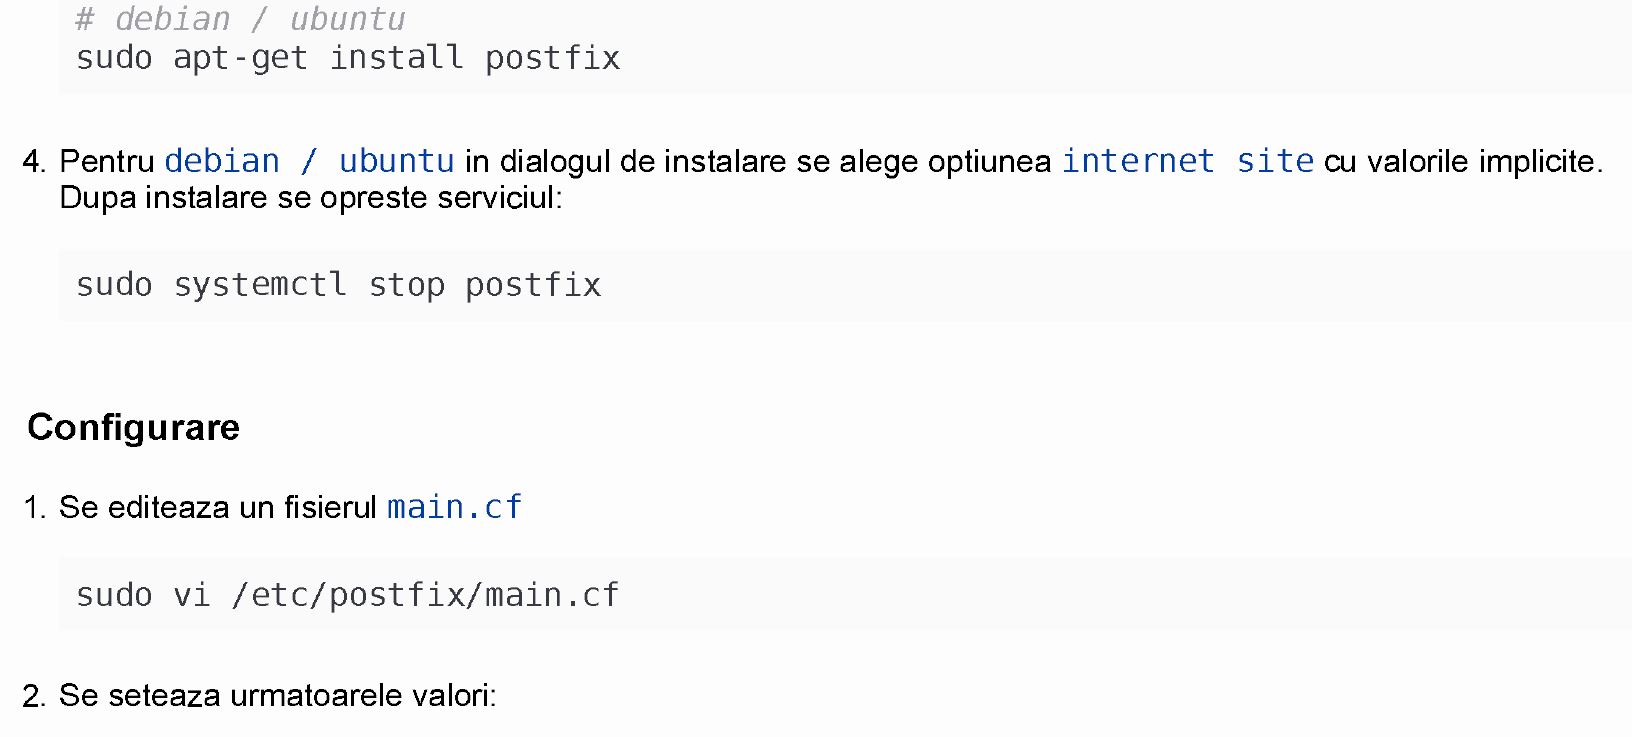 # debian / ubuntu
sudo apt-get install postfix
4. Pentru debian / ubuntu in dialogul de instalare se alege optiunea internet site cu valorile implicite.
Dupa instalare se opreste serviciul:
sudo systemctl stop postfix
Configurare
1. Se editeaza un fisierul main.cf
sudo vi /etc/postfix/main.cf
2. Se seteaza urmatoarele valori: